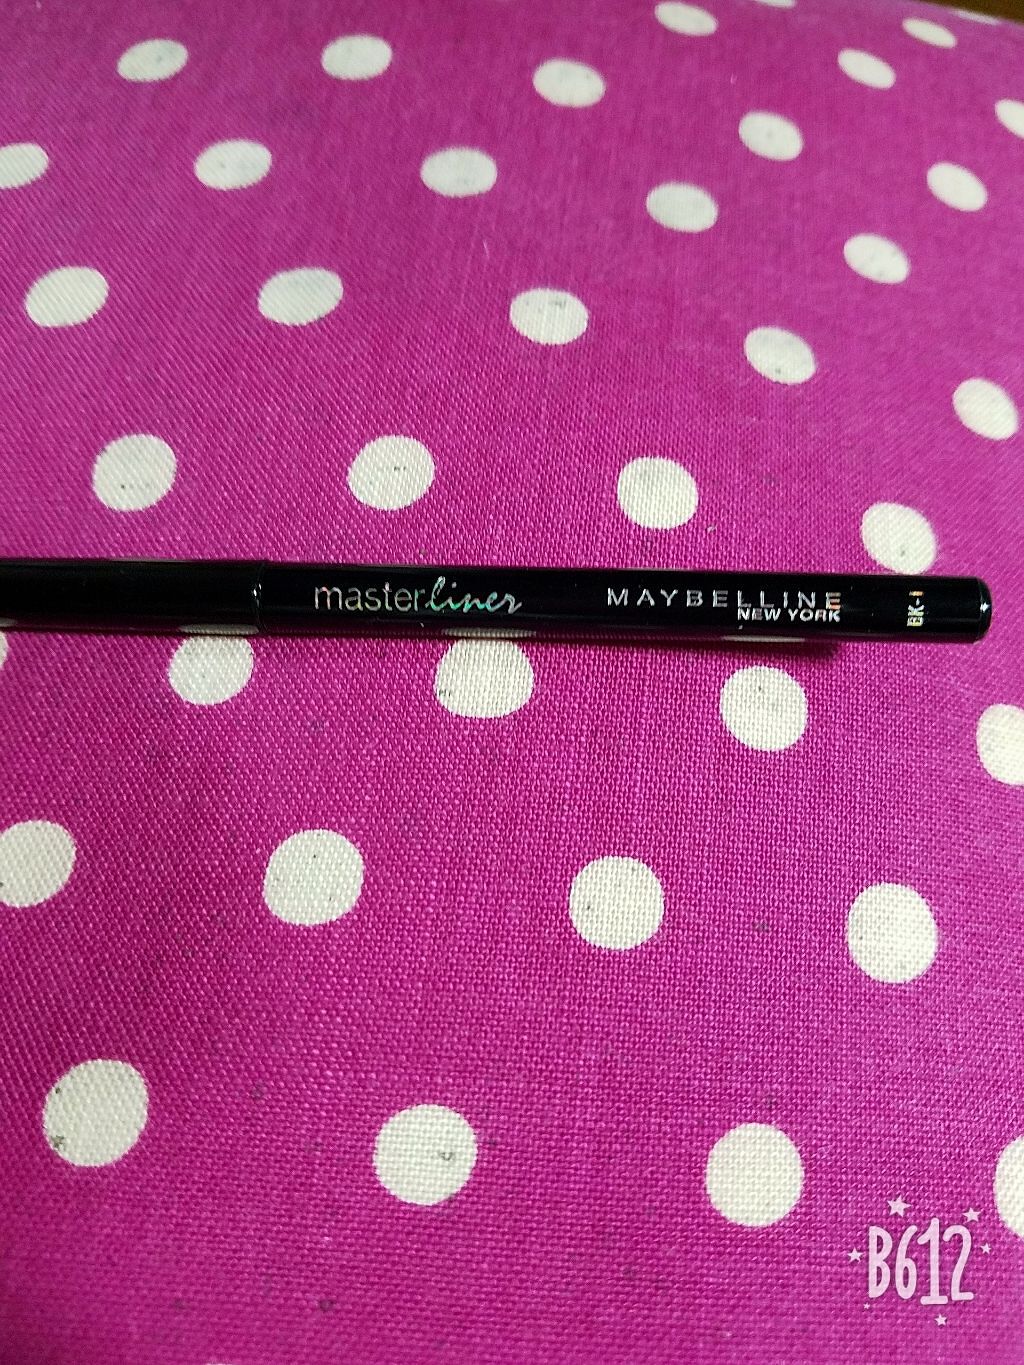 masterliner
MAYBELLINE
NEW YORK
BK-1
B612